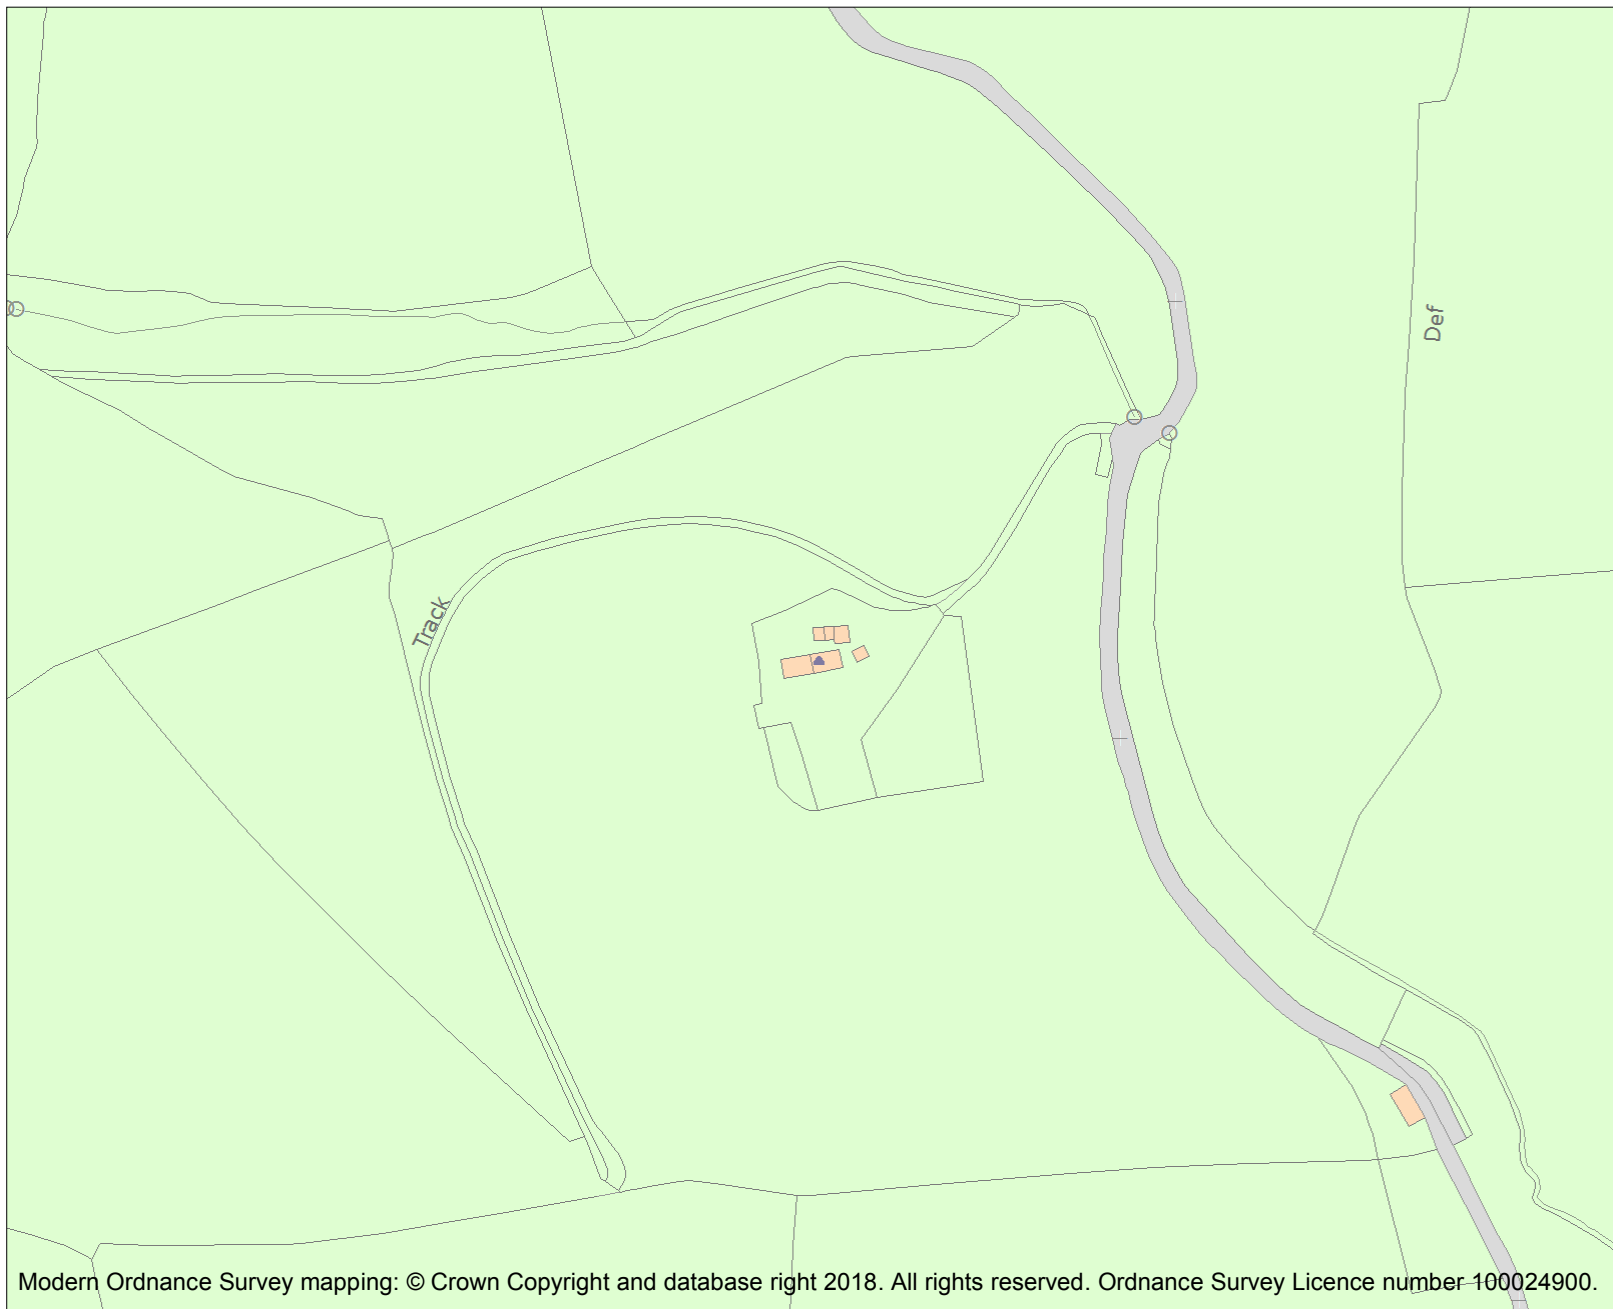 Def
Track
Modern Ordnance Survey mapping: © Crown Copyright and database right 2018. All rights reserved. Ordnance Survey Licence number 100024900.